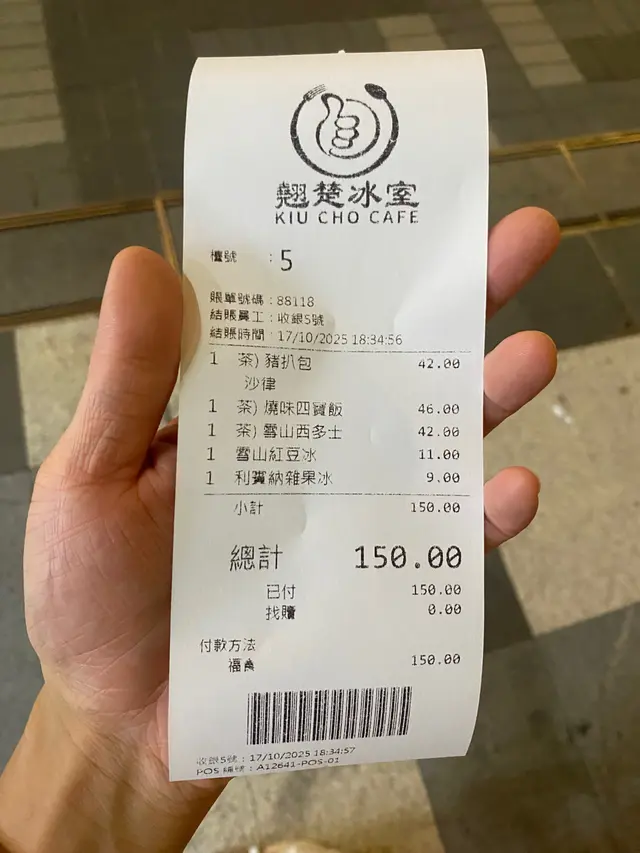 翹楚冰室
KIU CHO CAFE
檯號 : 5
賬單號碼 : 88118
結賬員工 : 收銀5號
結賬時間 : 17/10/2025 18:34:56
1 茶) 豬扒包 42.00
沙律
1 茶) 燒味四寶飯 46.00
1 茶) 雪山西多士 42.00
1 雪山紅豆冰 11.00
1 利賓納雜果冰 9.00
小計 150.00
總計 150.00
已付 150.00
找贖 0.00
付款方法
福食 150.00
收銀5號 : 17/10/2025 18:34:57
POS 編號 : A12641-POS-01